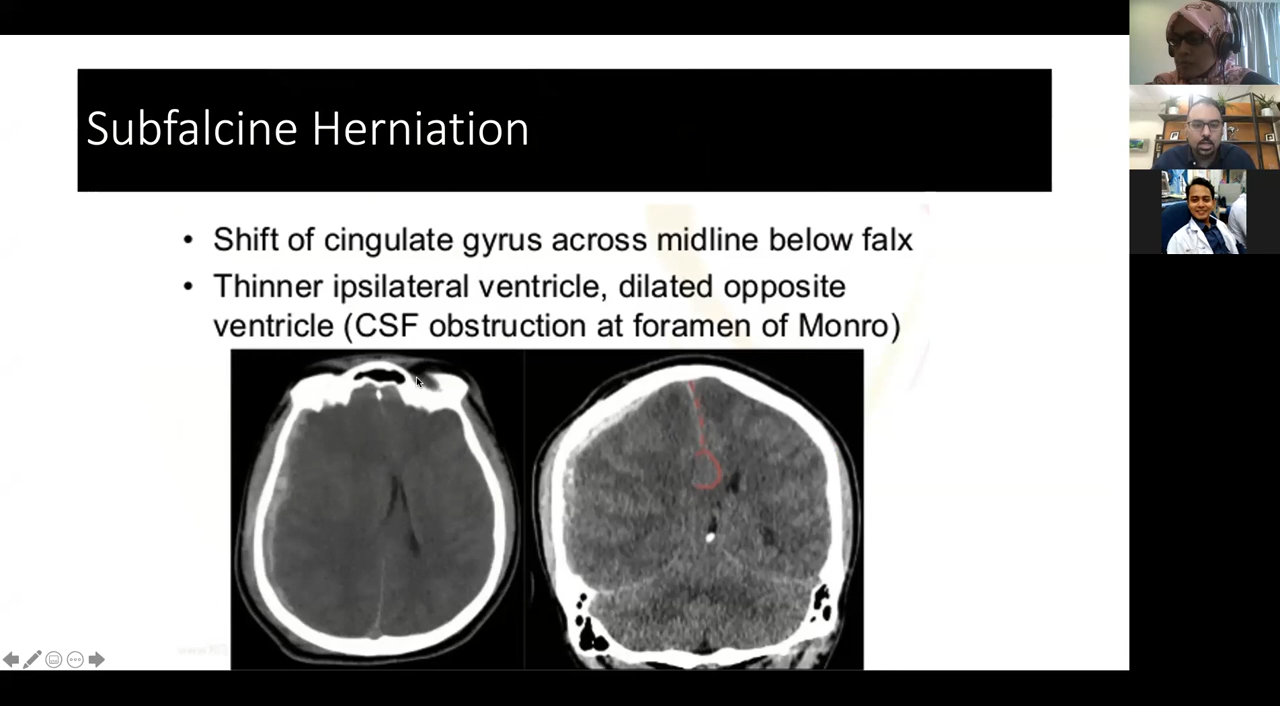 Subfalcine Herniation
• Shift of cingulate gyrus across midline below falx
• Thinner ipsilateral ventricle, dilated opposite
ventricle (CSF obstruction at foramen of Monro)